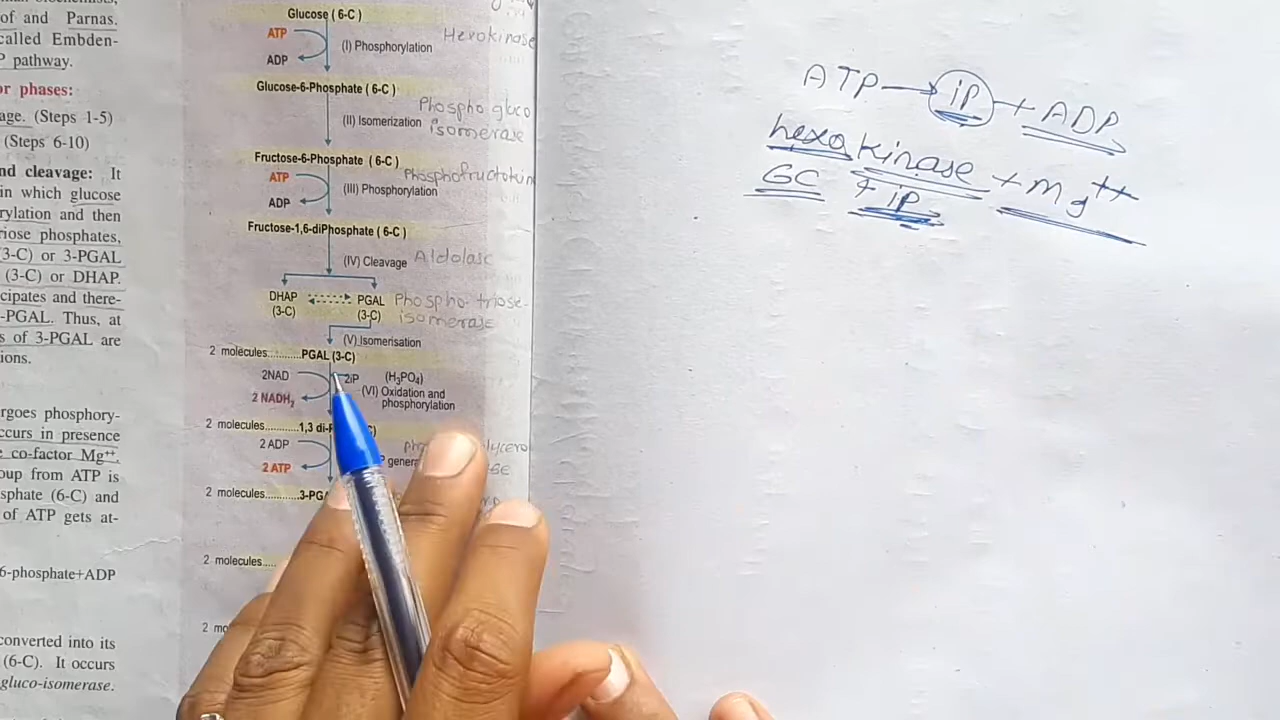 of and Parnas.
called Embden-
P pathway.
or phases:
age. (Steps 1-5)
(Steps 6-10)
nd cleavage: It
in which glucose
rylation and then
riose phosphates,
(3-C) or 3-PGAL
(3-C) or DHAP.
cipates and there-
-PGAL. Thus, at
s of 3-PGAL are
ions.
rgoes phosphory-
ccurs in presence
e co-factor Mg++.
oup from ATP is
sphate (6-C) and
of ATP gets at-
6-phosphate+ADP
converted into its
(6-C). It occurs
gluco-isomerase.
Glucose (6-C)
ATP
(I) Phosphorylation
Hexokinase
ADP
Glucose-6-Phosphate (6-C)
Phosphogluco
(II) Isomerization
isomerase
Fructose-6-Phosphate (6-C)
ATP
Phosphofructokin
(III) Phosphorylation
ADP
Fructose-1,6-diPhosphate (6-C)
(IV) Cleavage
Aldolase
DHAP
PGAL
Phospho-triose-
(3-C)
(3-C)
isomerase
(V) Isomerisation
2 molecules............PGAL (3-C)
2NAD
2iP
(H3PO4)
2 NADH2
(VI) Oxidation and
phosphorylation
2 molecules............1,3 di-
2 ADP
lycero
2 ATP
2 molecules............3-PGA
2 molecules.....
2 mo
ATP → iP + ADP
hexokinase + Mg++
GC + iP